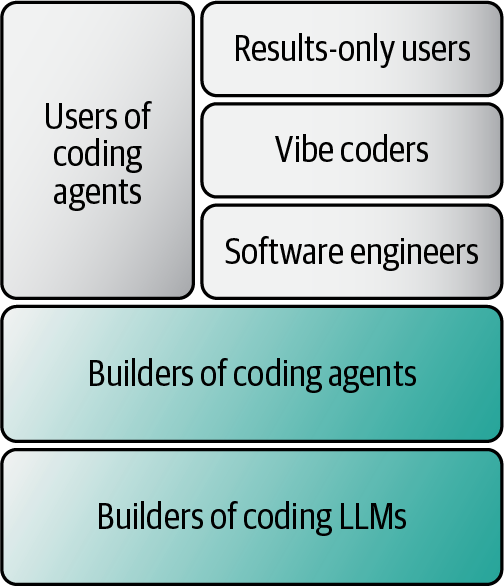 Users of
coding
agents
Results-only users
Vibe coders
Software engineers
Builders of coding agents
Builders of coding LLMs